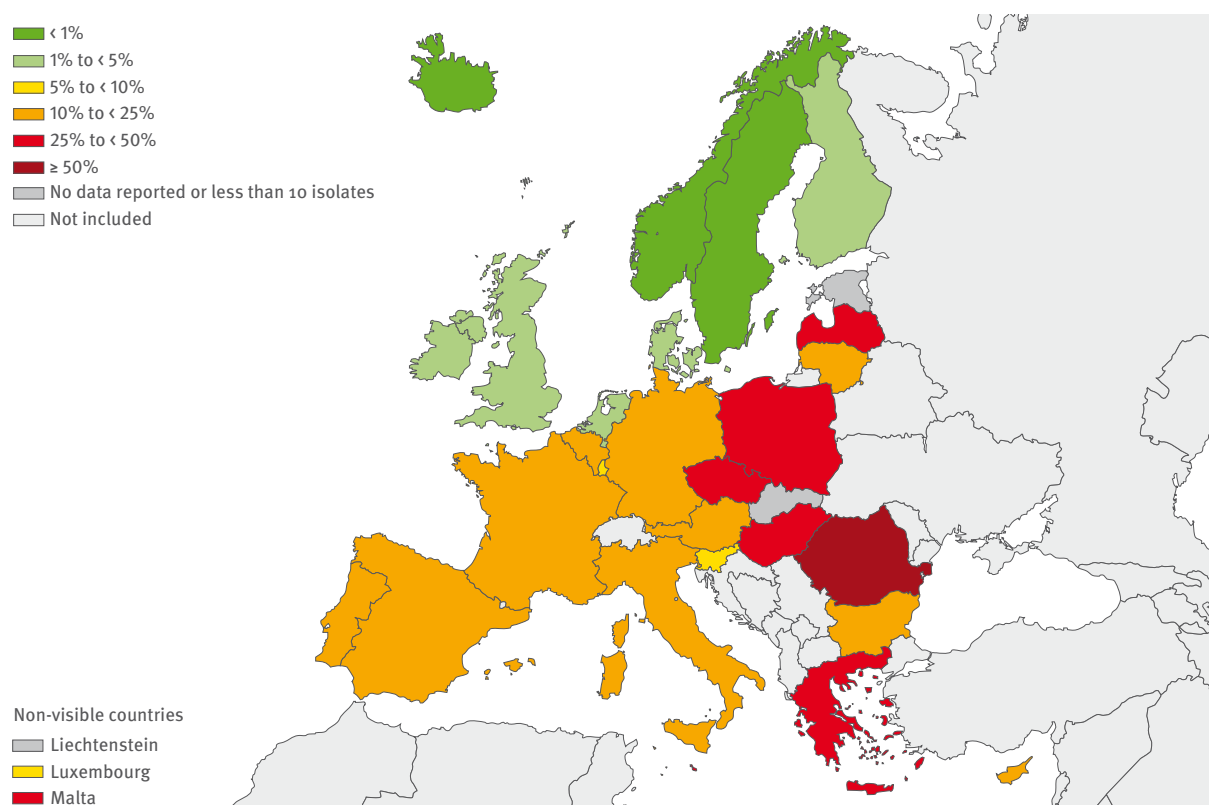 < 1%
1% to < 5%
5% to < 10%
10% to < 25%
25% to < 50%
≥ 50%
No data reported or less than 10 isolates
Not included
Non-visible countries
Liechtenstein
Luxembourg
Malta